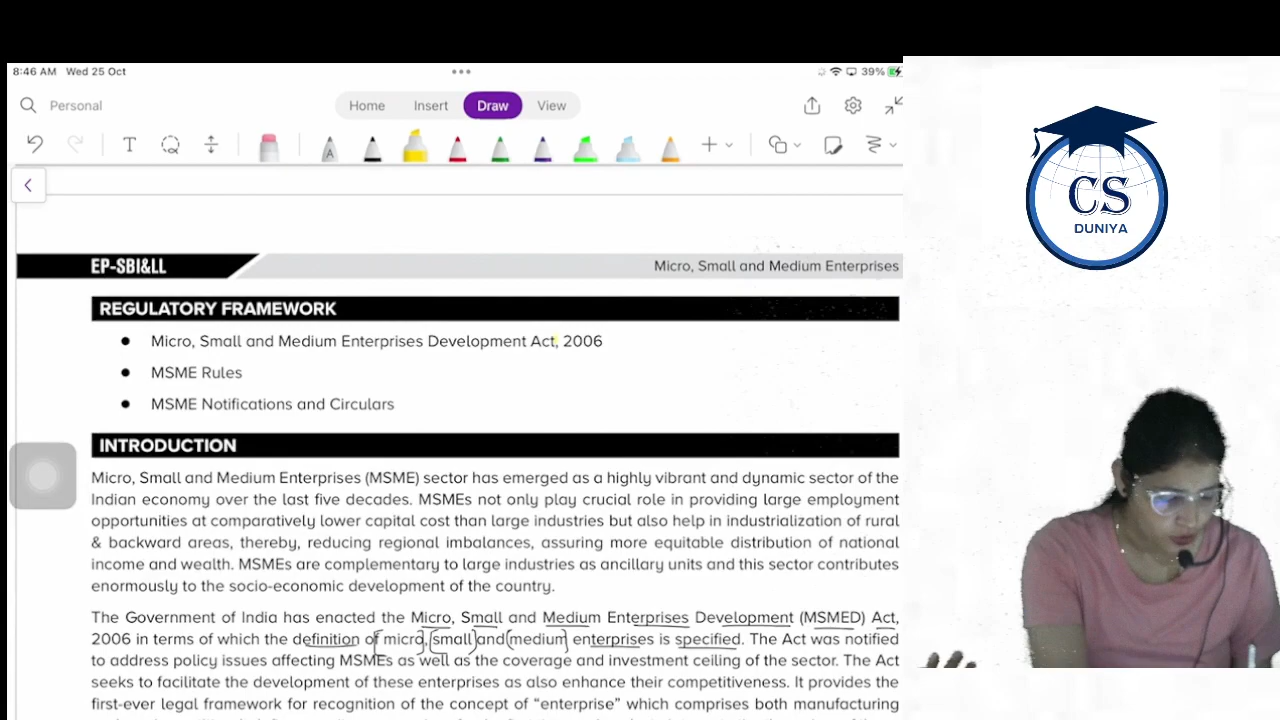 8:46 AM Wed 25 Oct
39%
Personal
Home Insert Draw View
T
A
CS
DUNIYA
EP-SBI&LL
Micro, Small and Medium Enterprises
REGULATORY FRAMEWORK
● Micro, Small and Medium Enterprises Development Act, 2006
● MSME Rules
● MSME Notifications and Circulars
INTRODUCTION
Micro, Small and Medium Enterprises (MSME) sector has emerged as a highly vibrant and dynamic sector of the
Indian economy over the last five decades. MSMEs not only play crucial role in providing large employment
opportunities at comparatively lower capital cost than large industries but also help in industrialization of rural
& backward areas, thereby, reducing regional imbalances, assuring more equitable distribution of national
income and wealth. MSMEs are complementary to large industries as ancillary units and this sector contributes
enormously to the socio-economic development of the country.
The Government of India has enacted the Micro, Small and Medium Enterprises Development (MSMED) Act,
2006 in terms of which the definition of micro, small and medium enterprises is specified. The Act was notified
to address policy issues affecting MSMEs as well as the coverage and investment ceiling of the sector. The Act
seeks to facilitate the development of these enterprises as also enhance their competitiveness. It provides the
first-ever legal framework for recognition of the concept of “enterprise” which comprises both manufacturing